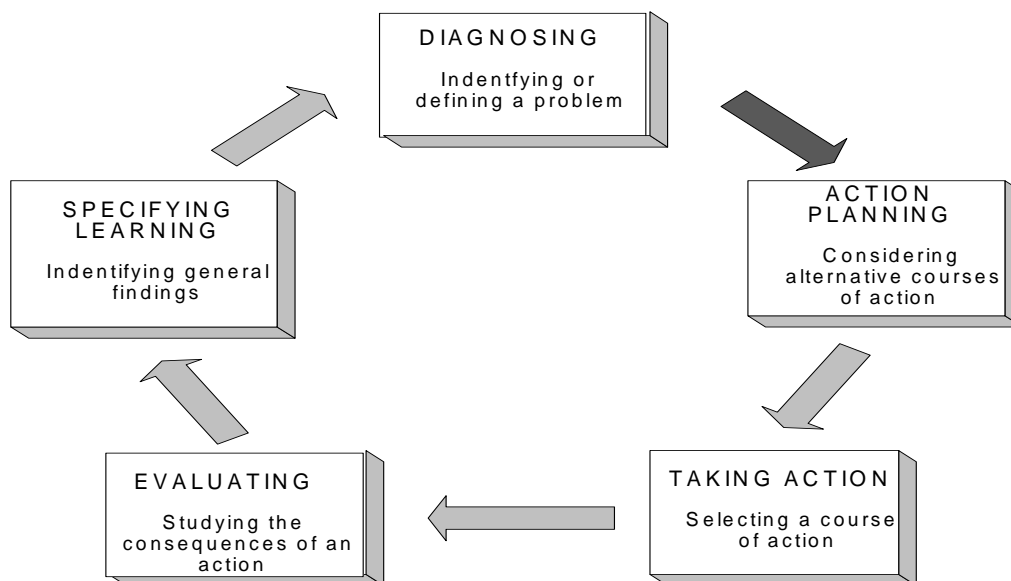 DIAGNOSING
Indentfying or
defining a problem
ACTION
PLANNING
Considering
alternative courses
of action
TAKING ACTION
Selecting a course
of action
EVALUATING
Studying the
consequences of an
action
SPECIFYING
LEARNING
Indentifying general
findings